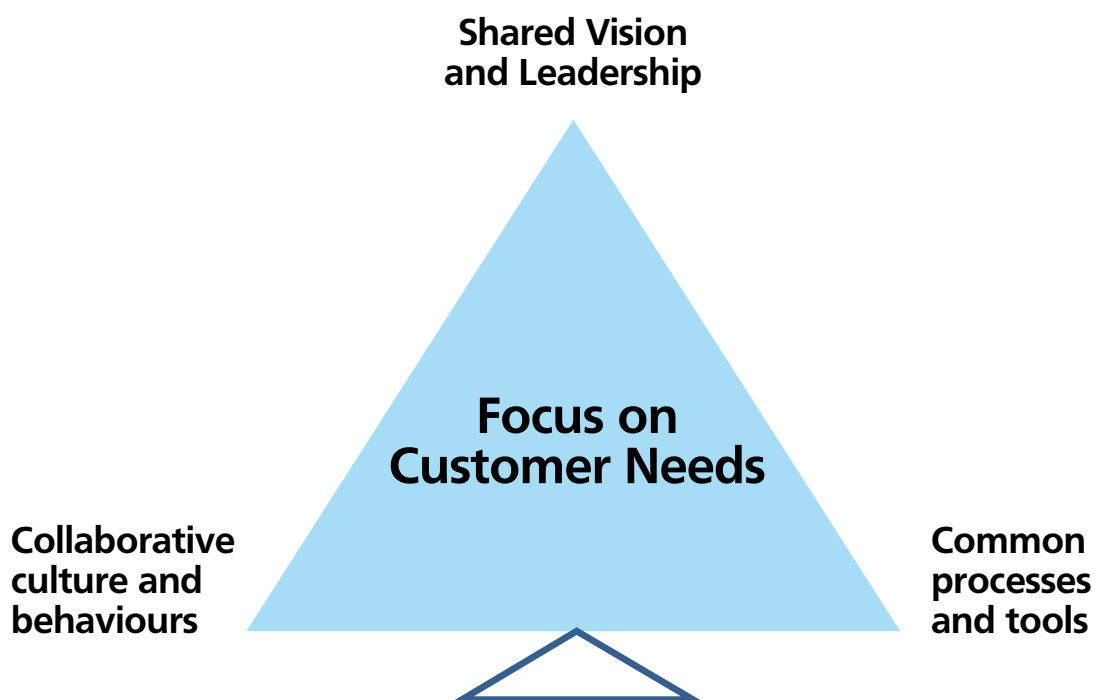 Shared Vision
and Leadership
Focus on
Customer Needs
Collaborative
culture and
behaviours
Common
processes
and tools